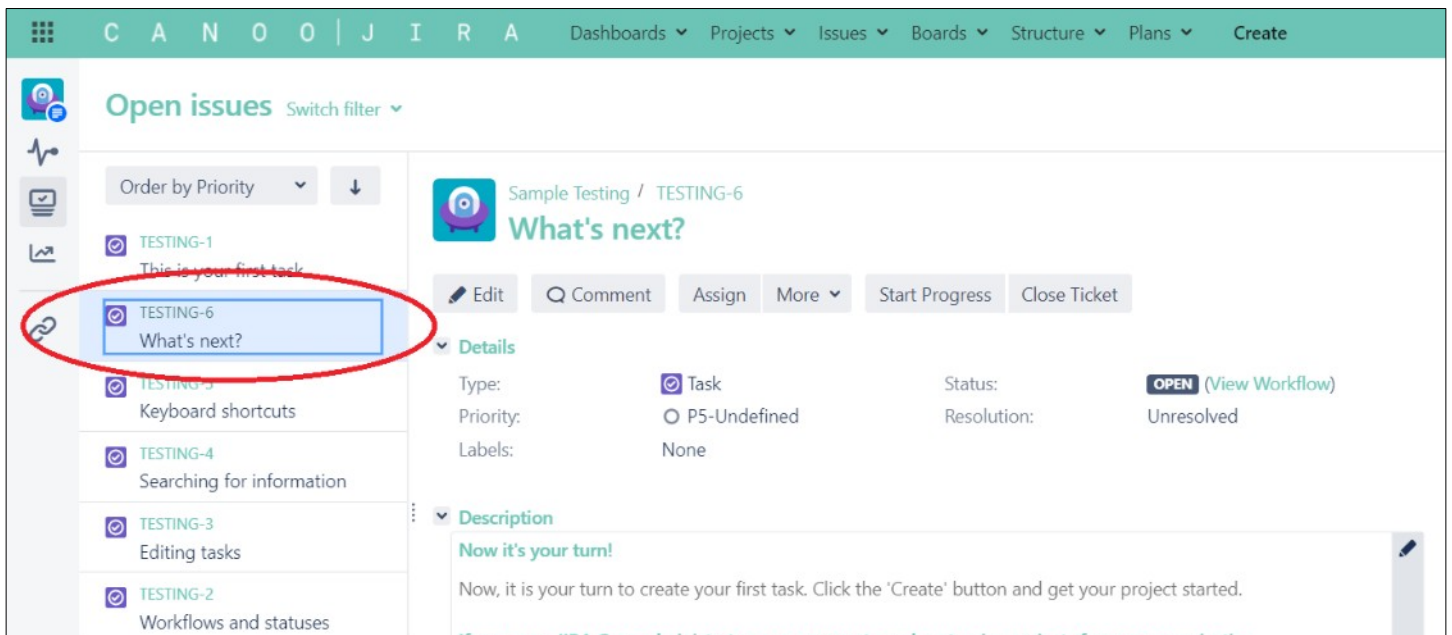 CANOO|JIRA Dashboards Projects Issues Boards Structure Plans Create
Open issues Switch filter
Order by Priority
TESTING-1
This is your first task
TESTING-6
What's next?
TESTING-5
Keyboard shortcuts
TESTING-4
Searching for information
TESTING-3
Editing tasks
TESTING-2
Workflows and statuses
Sample Testing / TESTING-6
What's next?
Edit Comment Assign More Start Progress Close Ticket
Details
Type: Task Status: OPEN (View Workflow)
Priority: P5-Undefined Resolution: Unresolved
Labels: None
Description
Now it's your turn!
Now, it is your turn to create your first task. Click the 'Create' button and get your project started.